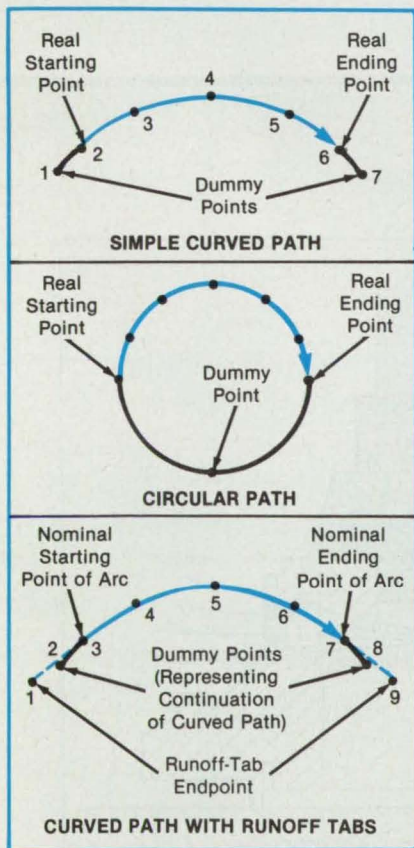 Real
Starting
Point
Real
Ending
Point
4
3
5
2
6
1
7
Dummy
Points
SIMPLE CURVED PATH
Real
Starting
Point
Real
Ending
Point
Dummy
Point
CIRCULAR PATH
Nominal
Starting
Point of Arc
Nominal
Ending
Point of Arc
5
4
6
2
3
7
8
1
9
Dummy Points
(Representing
Continuation
of Curved Path)
Runoff-Tab
Endpoint
CURVED PATH WITH RUNOFF TABS